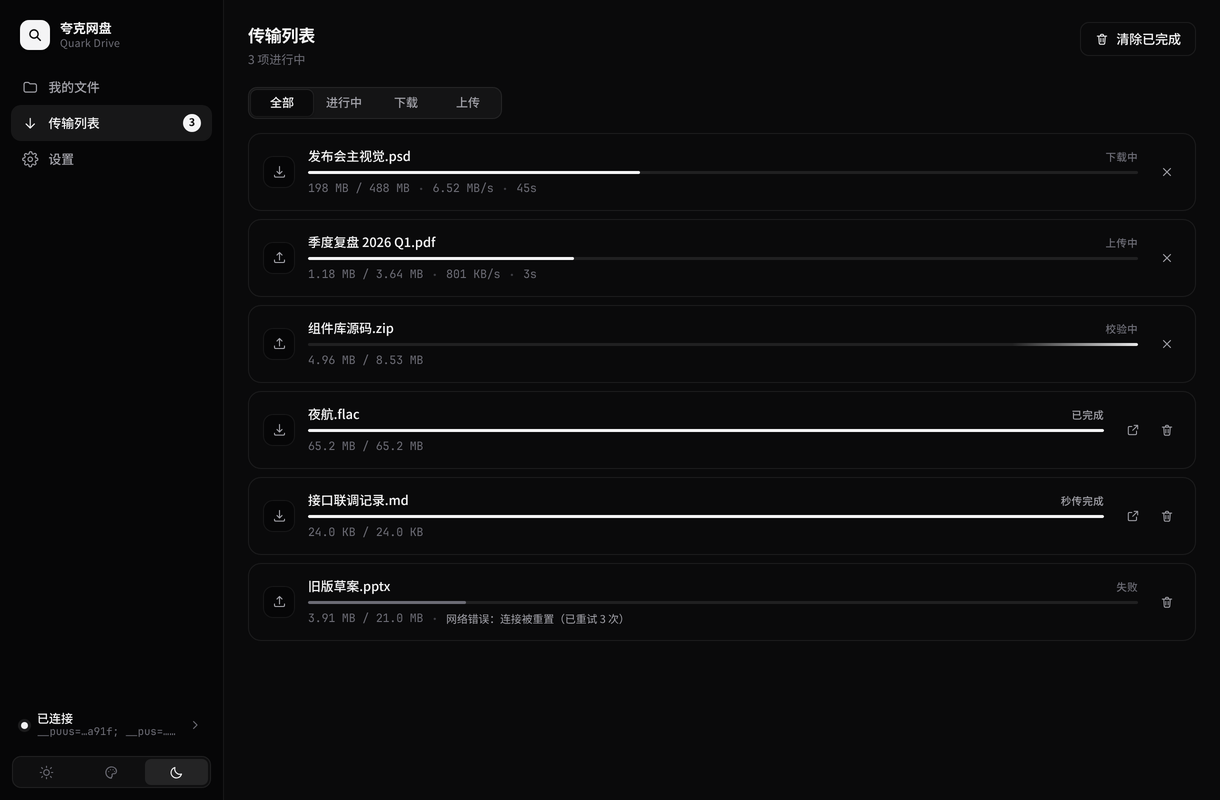 夸克网盘
Quark Drive
我的文件
传输列表
3
设置
已连接
__puus=…a91f; __pus=……
传输列表
3 项进行中
清除已完成
全部
进行中
下载
上传
发布会主视觉.psd
下载中
198 MB / 488 MB · 6.52 MB/s · 45s
季度复盘 2026 Q1.pdf
上传中
1.18 MB / 3.64 MB · 801 KB/s · 3s
组件库源码.zip
校验中
4.96 MB / 8.53 MB
夜航.flac
已完成
65.2 MB / 65.2 MB
接口联调记录.md
秒传完成
24.0 KB / 24.0 KB
旧版草案.pptx
失败
3.91 MB / 21.0 MB · 网络错误：连接被重置（已重试 3 次）